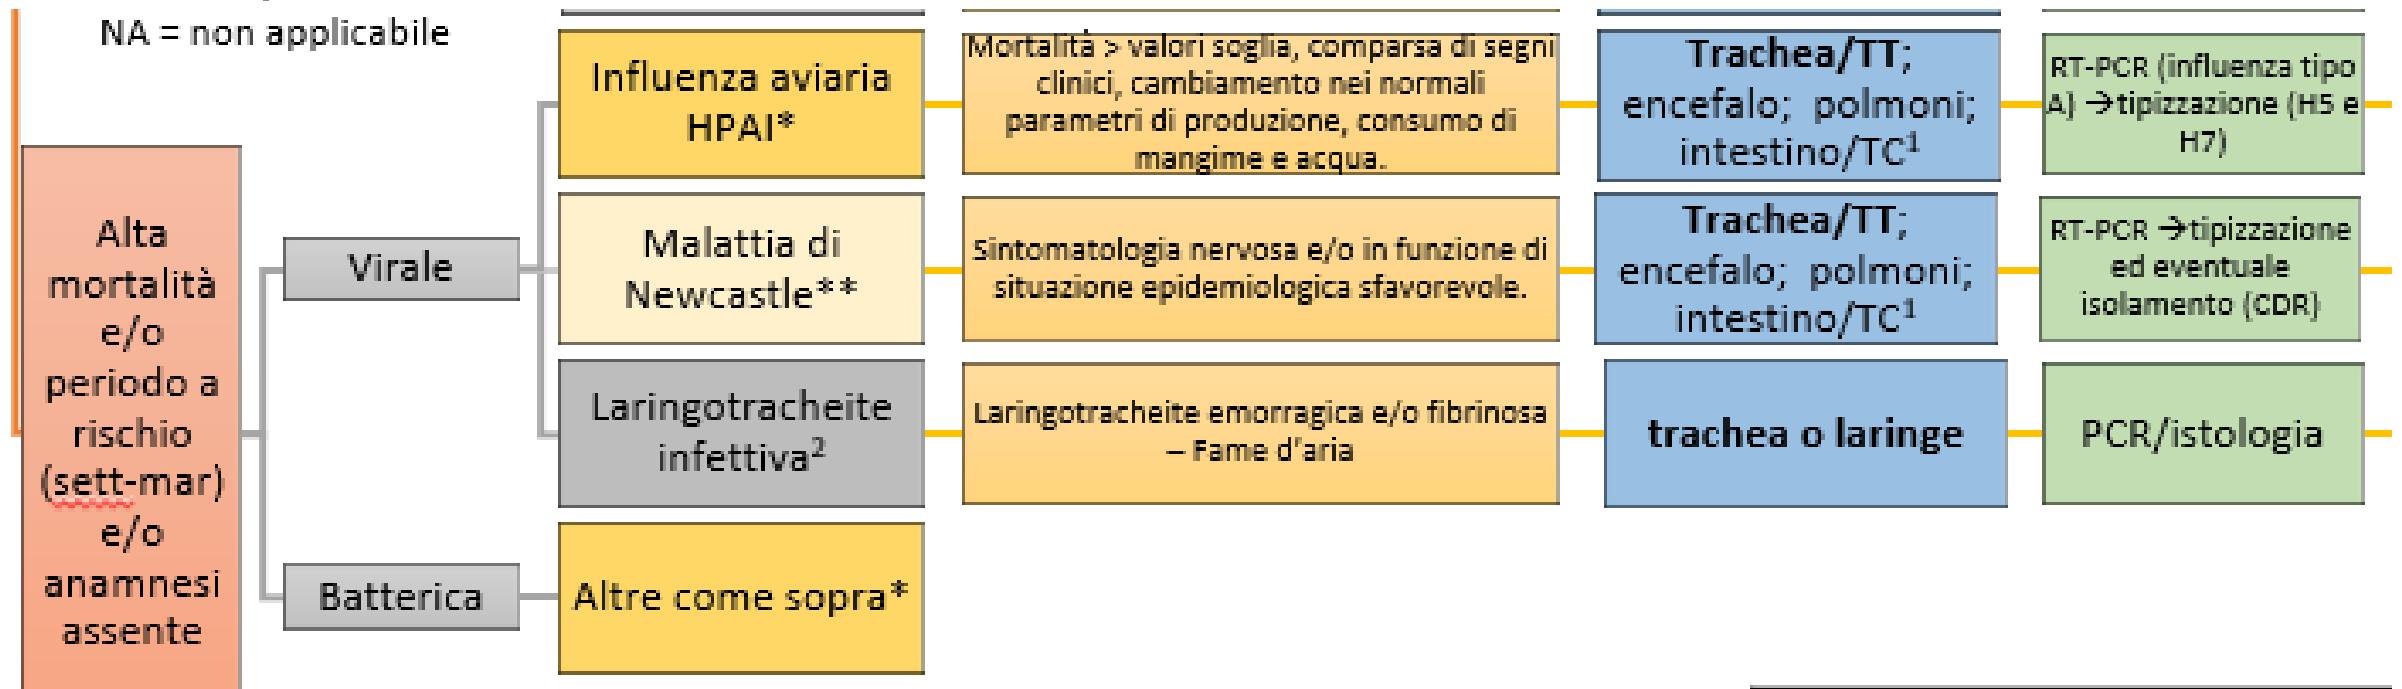 NA = non applicabile
Alta
mortalità
e/o
periodo a
rischio
(sett-mar)
e/o
anamnesi
assente
Virale
Influenza aviaria
HPAI*
Mortalità > valori soglia, comparsa di segni
clinici, cambiamento nei normali
parametri di produzione, consumo di
mangime e acqua.
Trachea/TT;
encefalo; polmoni;
intestino/TC¹
RT-PCR (influenza tipo
A) →tipizzazione (H5 e
H7)
Malattia di
Newcastle**
Sintomatologia nervosa e/o in funzione di
situazione epidemiologica sfavorevole.
Trachea/TT;
encefalo; polmoni;
intestino/TC¹
RT-PCR →tipizzazione
ed eventuale
isolamento (CDR)
Laringotracheite
infettiva²
Laringotracheite emorragica e/o fibrinosa
– Fame d'aria
trachea o laringe
PCR/istologia
Batterica
Altre come sopra*